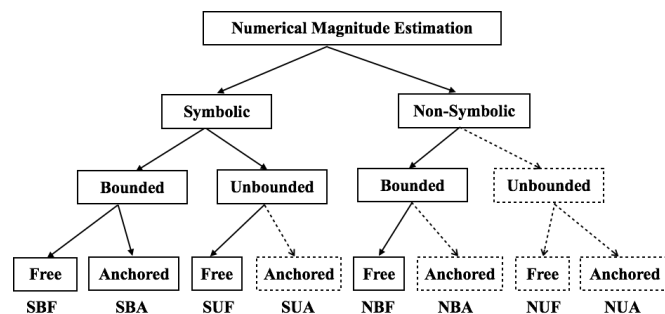 Numerical Magnitude Estimation
Symbolic Non-Symbolic
Bounded Unbounded Bounded Unbounded
Free Anchored Free Anchored Free Anchored Free Anchored
SBF SBA SUF SUA NBF NBA NUF NUA